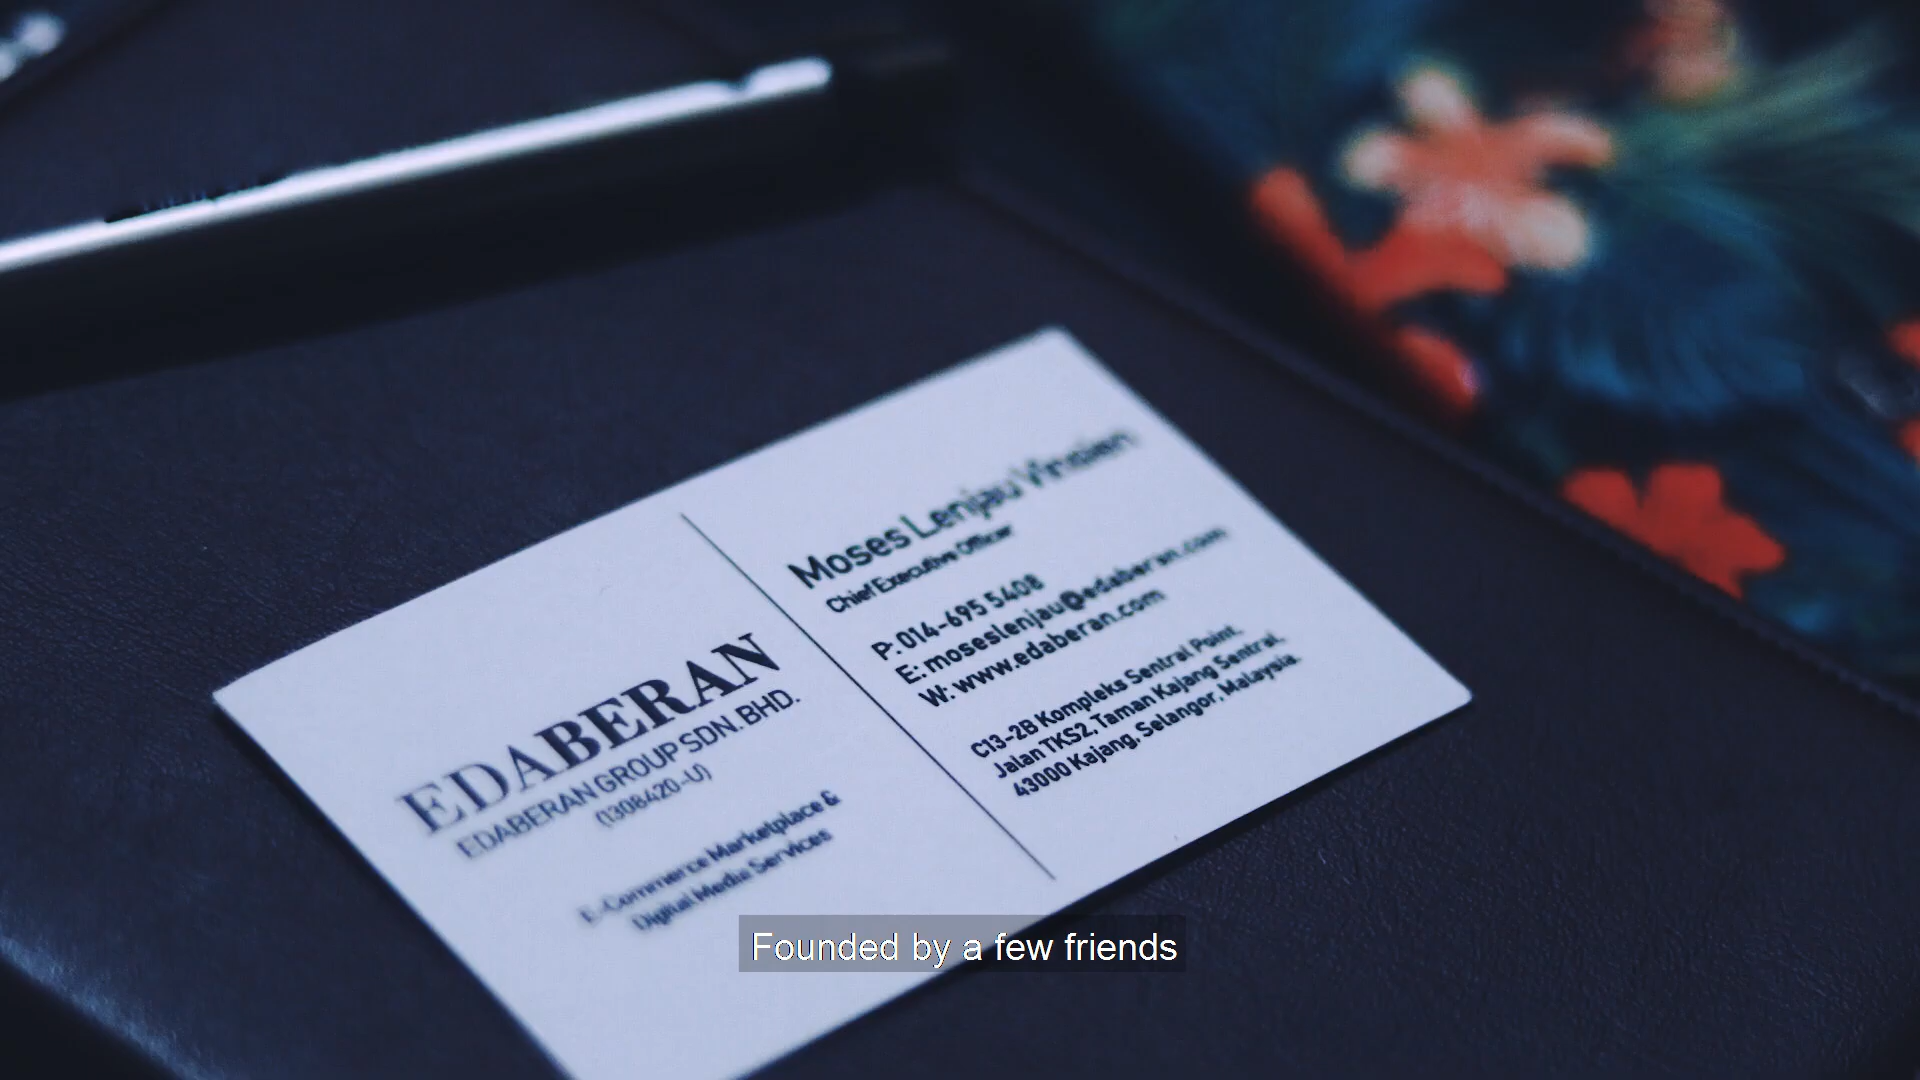 EDABERAN
EDABERAN GROUP SDN. BHD.
(1308420-U)
E-Commerce Marketplace &
Digital Media Services
Moses Lenjau
Chief Executive Officer
P: 014-695 5408
E: moseslenjau@edaberan.com
W: www.edaberan.com
C13-2B Kompleks Sentral Point,
Jalan TKS2, Taman Kajang Sentral,
43000 Kajang, Selangor, Malaysia.
Founded by a few friends